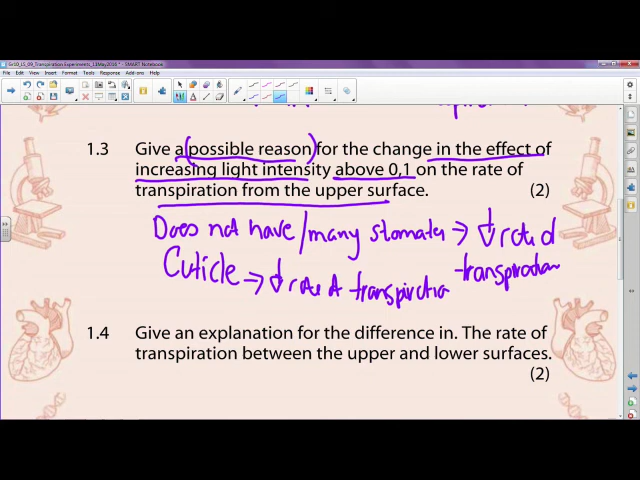 Gr10_LS_09_Transpiration Experiments_13May2014 * - SMART Notebook
File Edit View Insert Format Tools Response Add-ons Help
1.3 Give a (possible reason) for the change in the effect of
increasing light intensity above 0,1 on the rate of
transpiration from the upper surface. (2)
Does not have/many stomata → ↓ rate of
transpiration
Cuticle → ↓ rate of transpiration
1.4 Give an explanation for the difference in. The rate of
transpiration between the upper and lower surfaces.
(2)